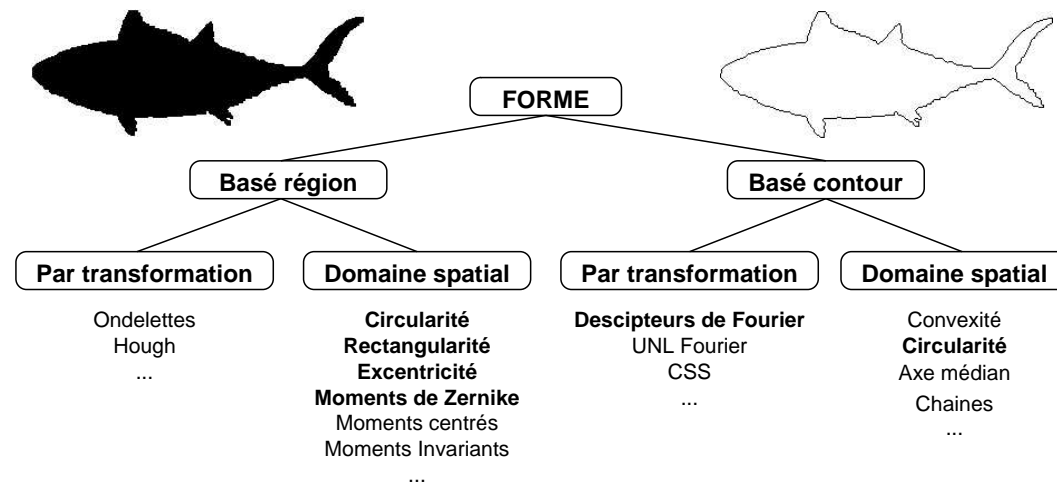 FORME
Basé région
Basé contour
Par transformation
Domaine spatial
Par transformation
Domaine spatial
Ondelettes
Hough
...
Circularité
Rectangularité
Excentricité
Moments de Zernike
Moments centrés
Moments Invariants
...
Descipteurs de Fourier
UNL Fourier
CSS
...
Convexité
Circularité
Axe médian
Chaines
...